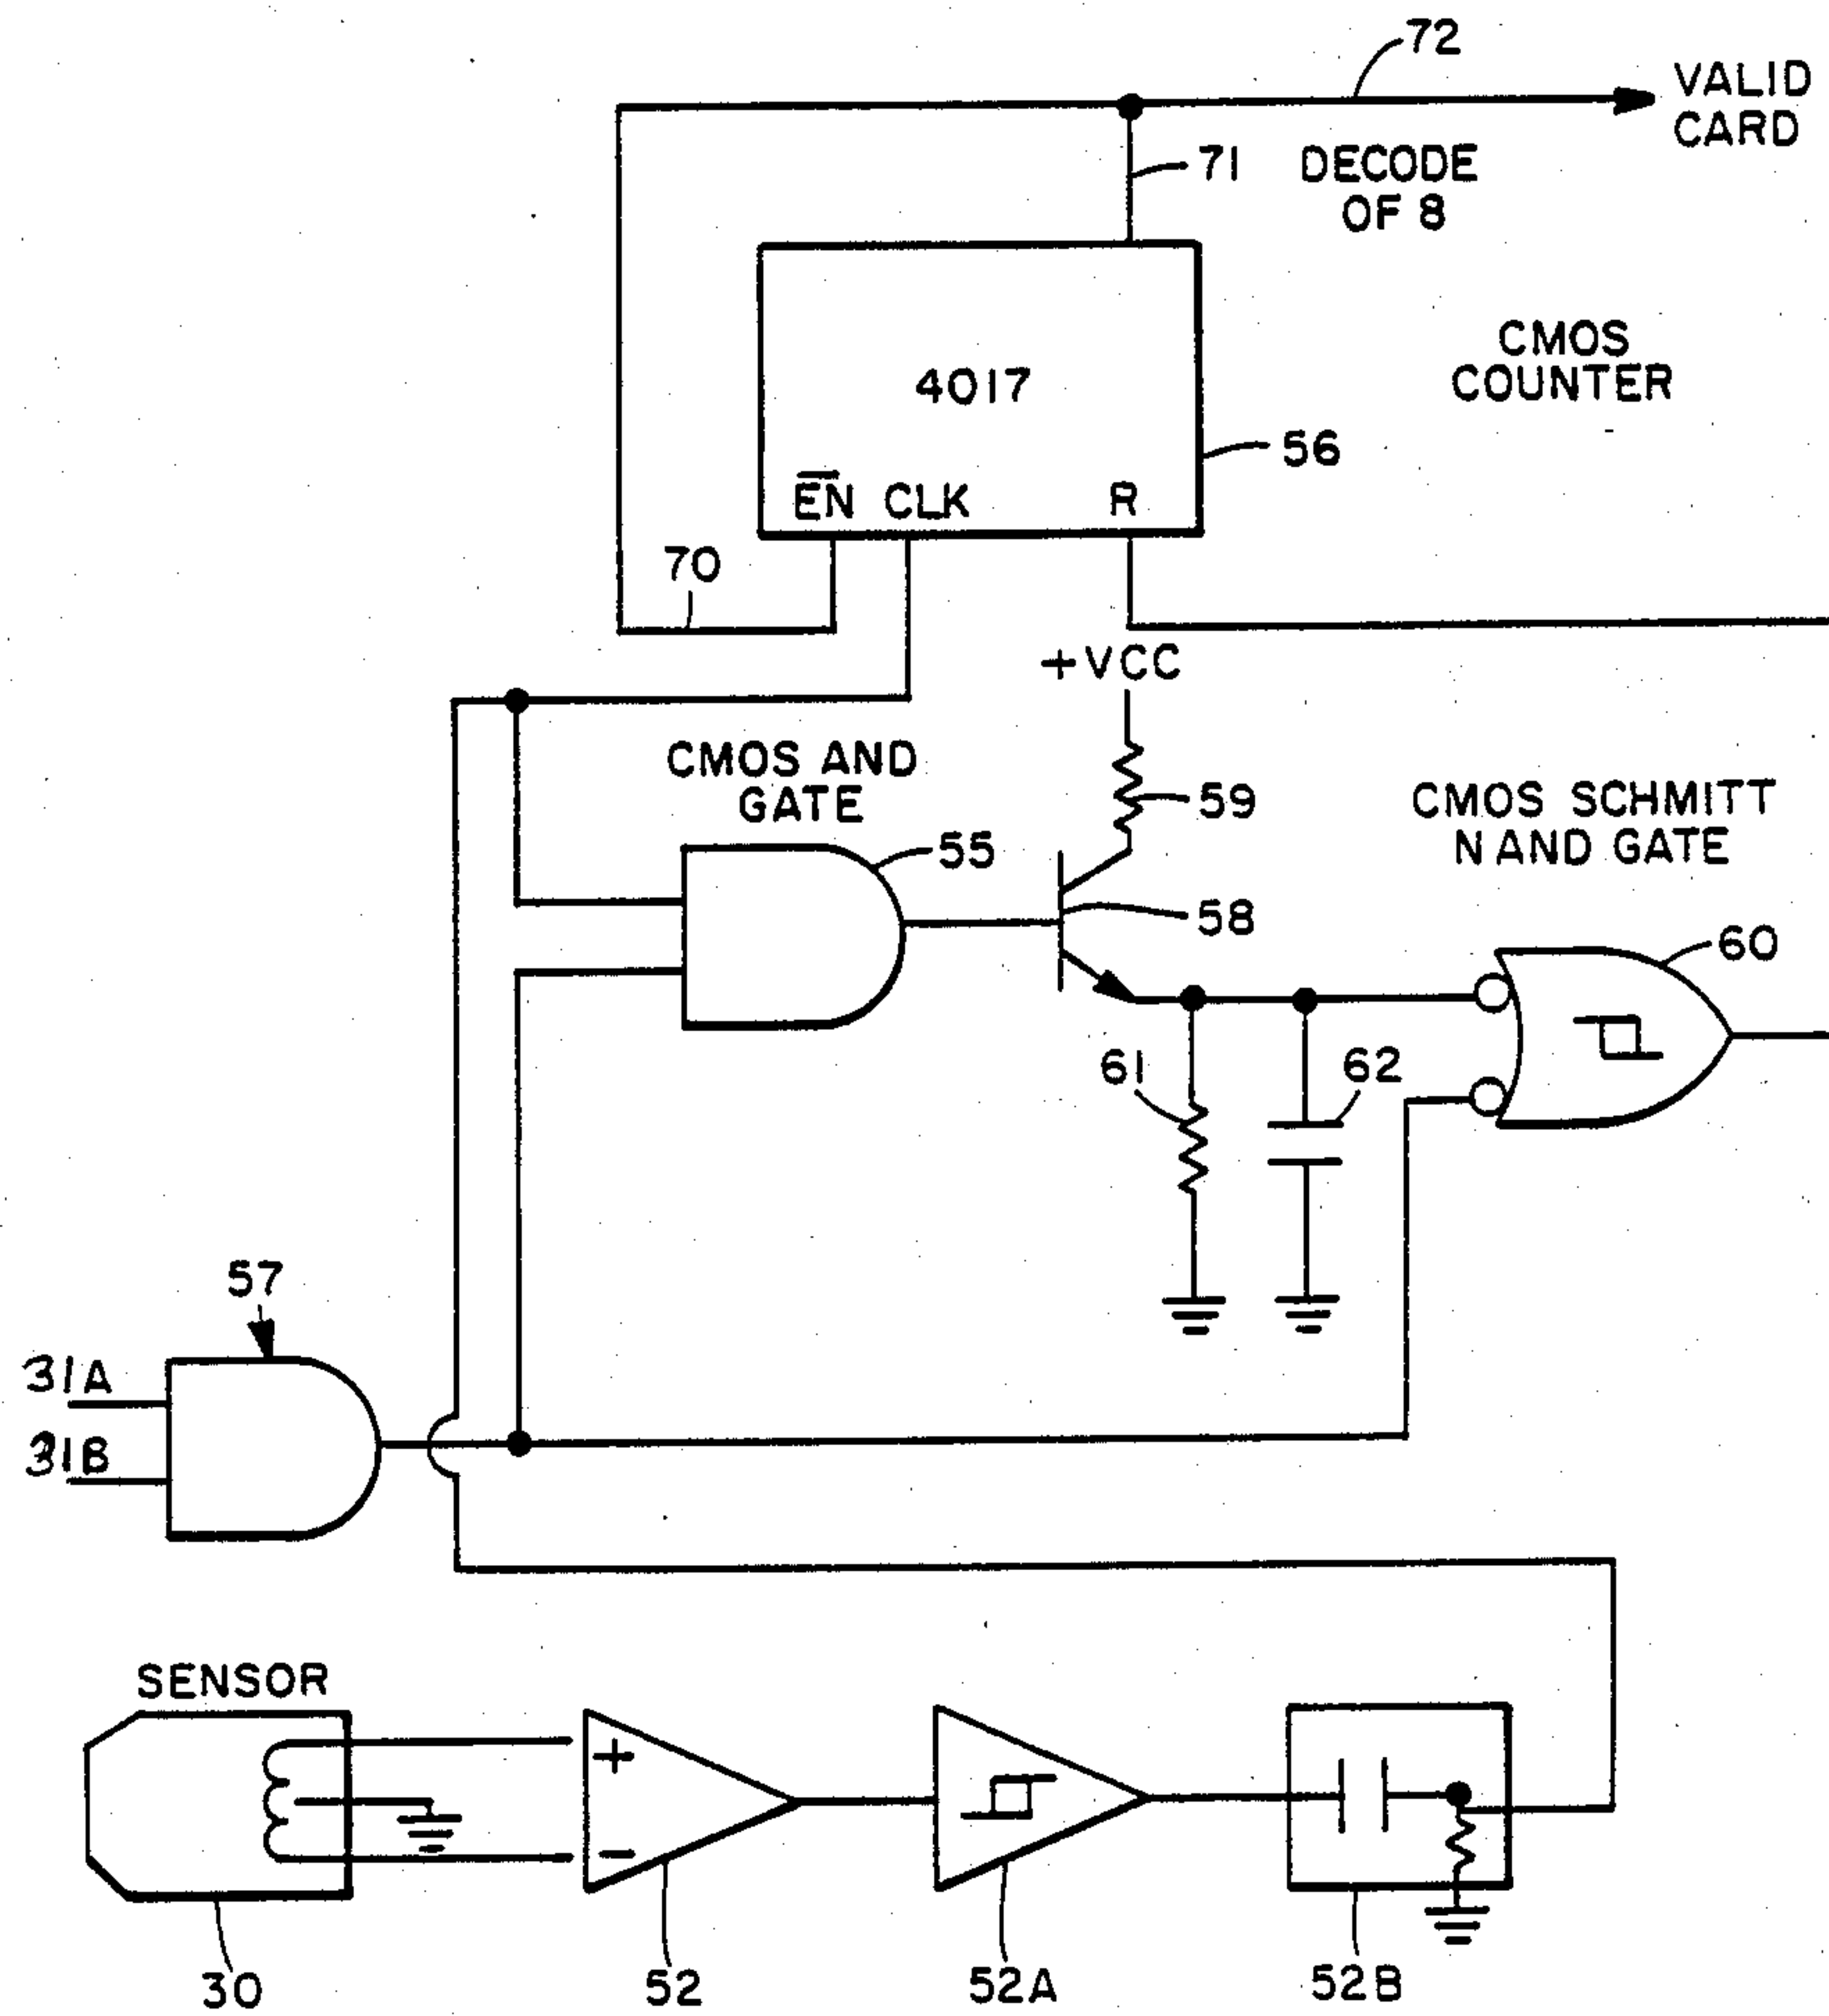 72
VALID
CARD
71
DECODE
OF 8
4017
CMOS
COUNTER
56
EN CLK R
70
+VCC
CMOS AND
GATE
59
CMOS SCHMITT
NAND GATE
55
58
60
61
62
57
31A
31B
SENSOR
+
-
30
52
52A
52B